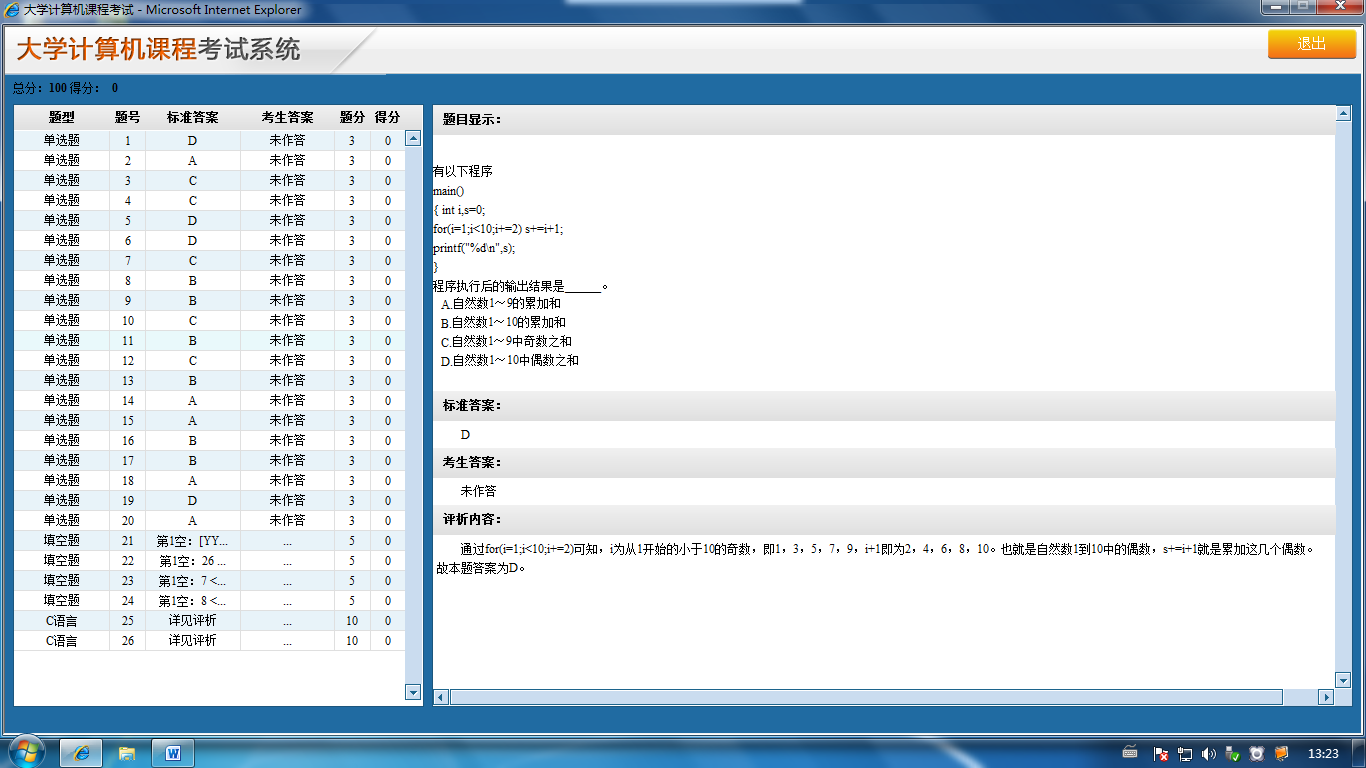 大学计算机课程考试 - Microsoft Internet Explorer
大学计算机课程考试系统
退出
总分：100 得分： 0
题型 题号 标准答案 考生答案 题分 得分
单选题 1 D 未作答 3 0
单选题 2 A 未作答 3 0
单选题 3 C 未作答 3 0
单选题 4 C 未作答 3 0
单选题 5 D 未作答 3 0
单选题 6 D 未作答 3 0
单选题 7 C 未作答 3 0
单选题 8 B 未作答 3 0
单选题 9 B 未作答 3 0
单选题 10 C 未作答 3 0
单选题 11 B 未作答 3 0
单选题 12 C 未作答 3 0
单选题 13 B 未作答 3 0
单选题 14 A 未作答 3 0
单选题 15 A 未作答 3 0
单选题 16 B 未作答 3 0
单选题 17 B 未作答 3 0
单选题 18 A 未作答 3 0
单选题 19 D 未作答 3 0
单选题 20 A 未作答 3 0
填空题 21 第1空：[YY... ... 5 0
填空题 22 第1空：26 ... ... 5 0
填空题 23 第1空：7 <... ... 5 0
填空题 24 第1空：8 <... ... 5 0
C语言 25 详见评析 ... 10 0
C语言 26 详见评析 ... 10 0
题目显示：
有以下程序
main()
{ int i,s=0;
for(i=1;i<10;i+=2) s+=i+1;
printf("%d\n",s);
}
程序执行后的输出结果是______。
A.自然数1～9的累加和
B.自然数1～10的累加和
C.自然数1～9中奇数之和
D.自然数1～10中偶数之和
标准答案：
D
考生答案：
未作答
评析内容：
通过for(i=1;i<10;i+=2)可知，i为从1开始的小于10的奇数，即1，3，5，7，9，i+1即为2，4，6，8，10。也就是自然数1到10中的偶数，s+=i+1就是累加这几个偶数。
故本题答案为D。
13:23